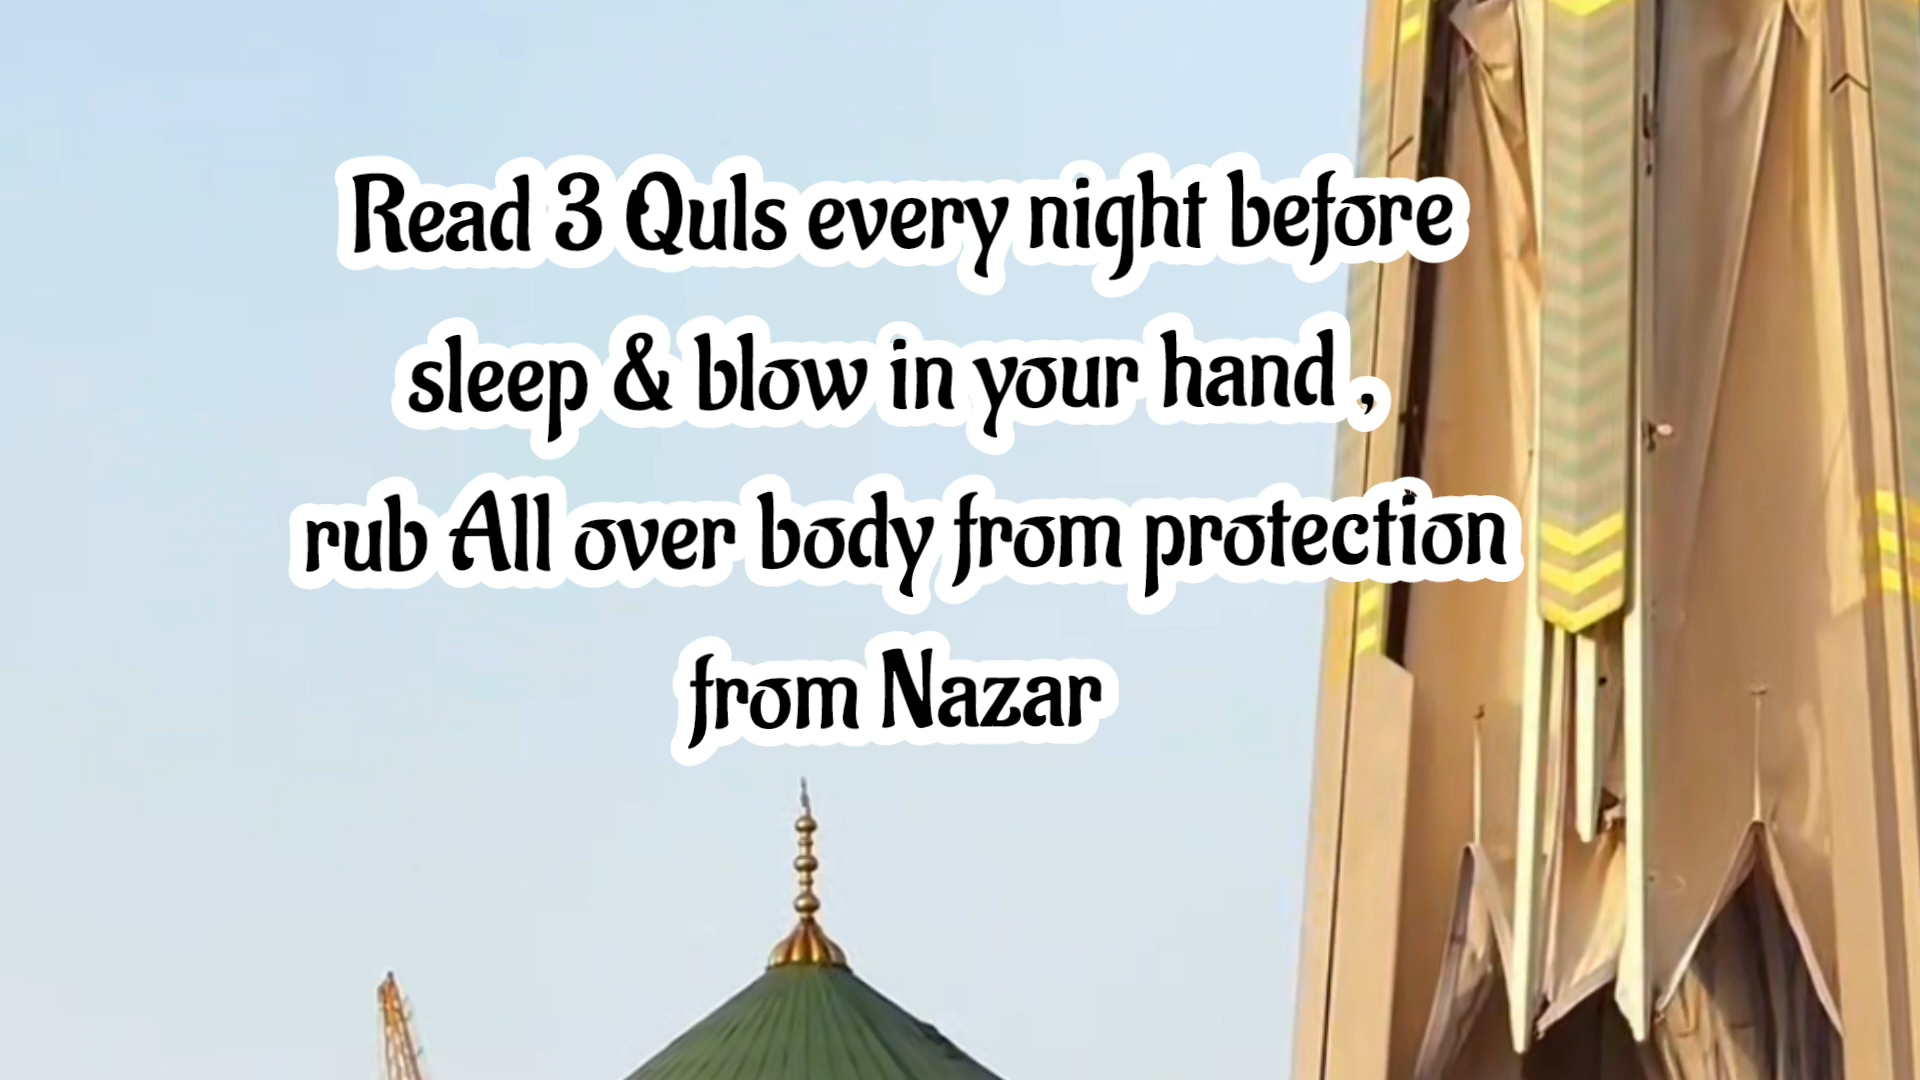 Read 3 Quls every night before
sleep & blow in your hand ,
rub All over body from protection
from Nazar